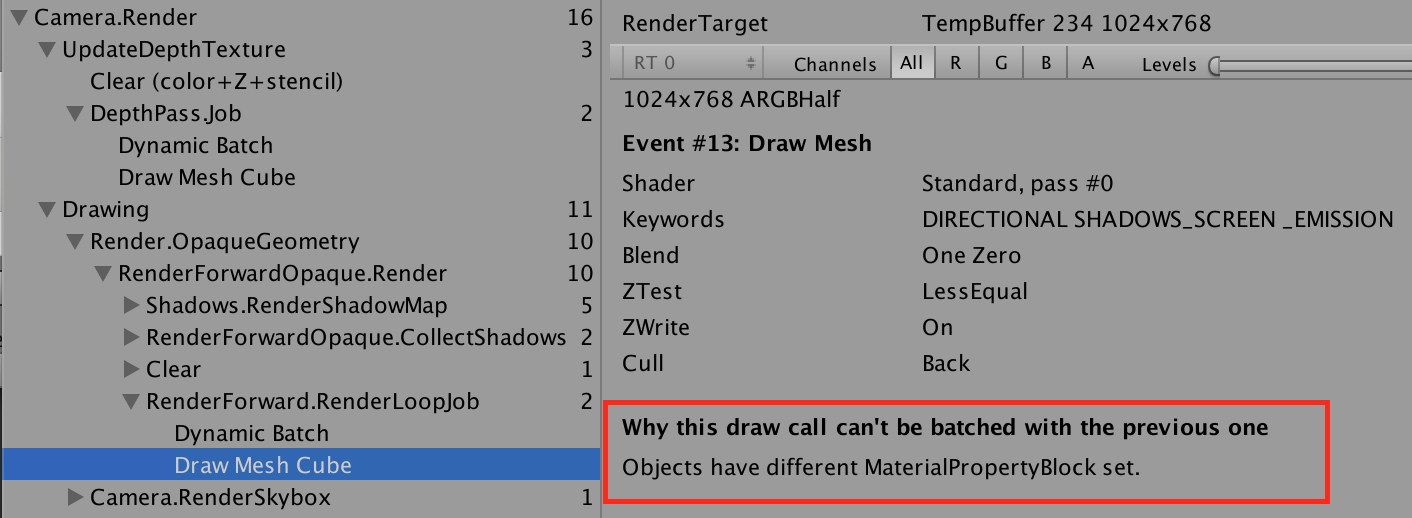 Camera.Render 16
UpdateDepthTexture 3
Clear (color+Z+stencil)
DepthPass.Job 2
Dynamic Batch
Draw Mesh Cube
Drawing 11
Render.OpaqueGeometry 10
RenderForwardOpaque.Render 10
Shadows.RenderShadowMap 5
RenderForwardOpaque.CollectShadows 2
Clear 1
RenderForward.RenderLoopJob 2
Dynamic Batch
Draw Mesh Cube
Camera.RenderSkybox 1
RenderTarget TempBuffer 234 1024x768
RT 0 Channels All R G B A Levels
1024x768 ARGBHalf
Event #13: Draw Mesh
Shader Standard, pass #0
Keywords DIRECTIONAL SHADOWS_SCREEN _EMISSION
Blend One Zero
ZTest LessEqual
ZWrite On
Cull Back
Why this draw call can't be batched with the previous one
Objects have different MaterialPropertyBlock set.